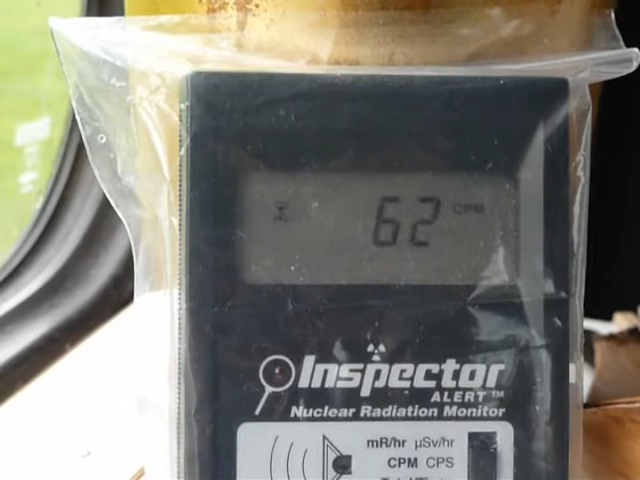 62 CPM
Inspector
ALERT™
Nuclear Radiation Monitor
mR/hr µSv/hr
CPM CPS